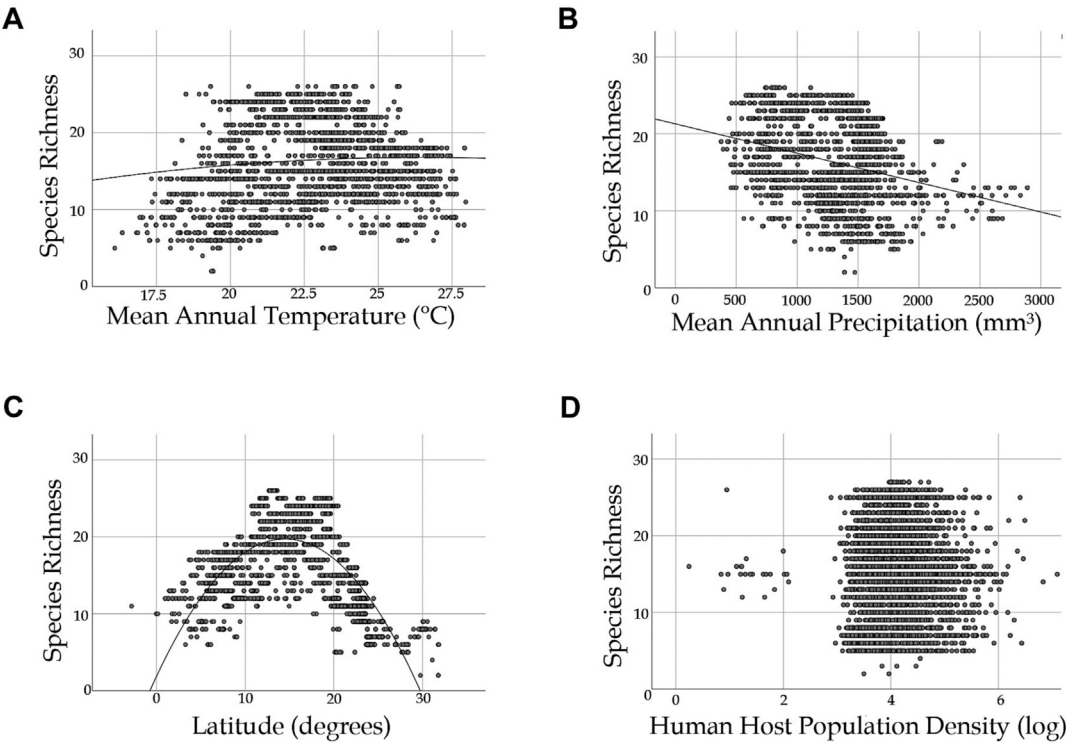 A
Species Richness
30
20
10
0
17.5 20 22.5 25 27.5
Mean Annual Temperature (°C)
B
Species Richness
30
20
10
0
0 500 1000 1500 2000 2500 3000
Mean Annual Precipitation (mm³)
C
Species Richness
30
20
10
0
0 10 20 30
Latitude (degrees)
D
Species Richness
30
20
10
0
0 2 4 6
Human Host Population Density (log)